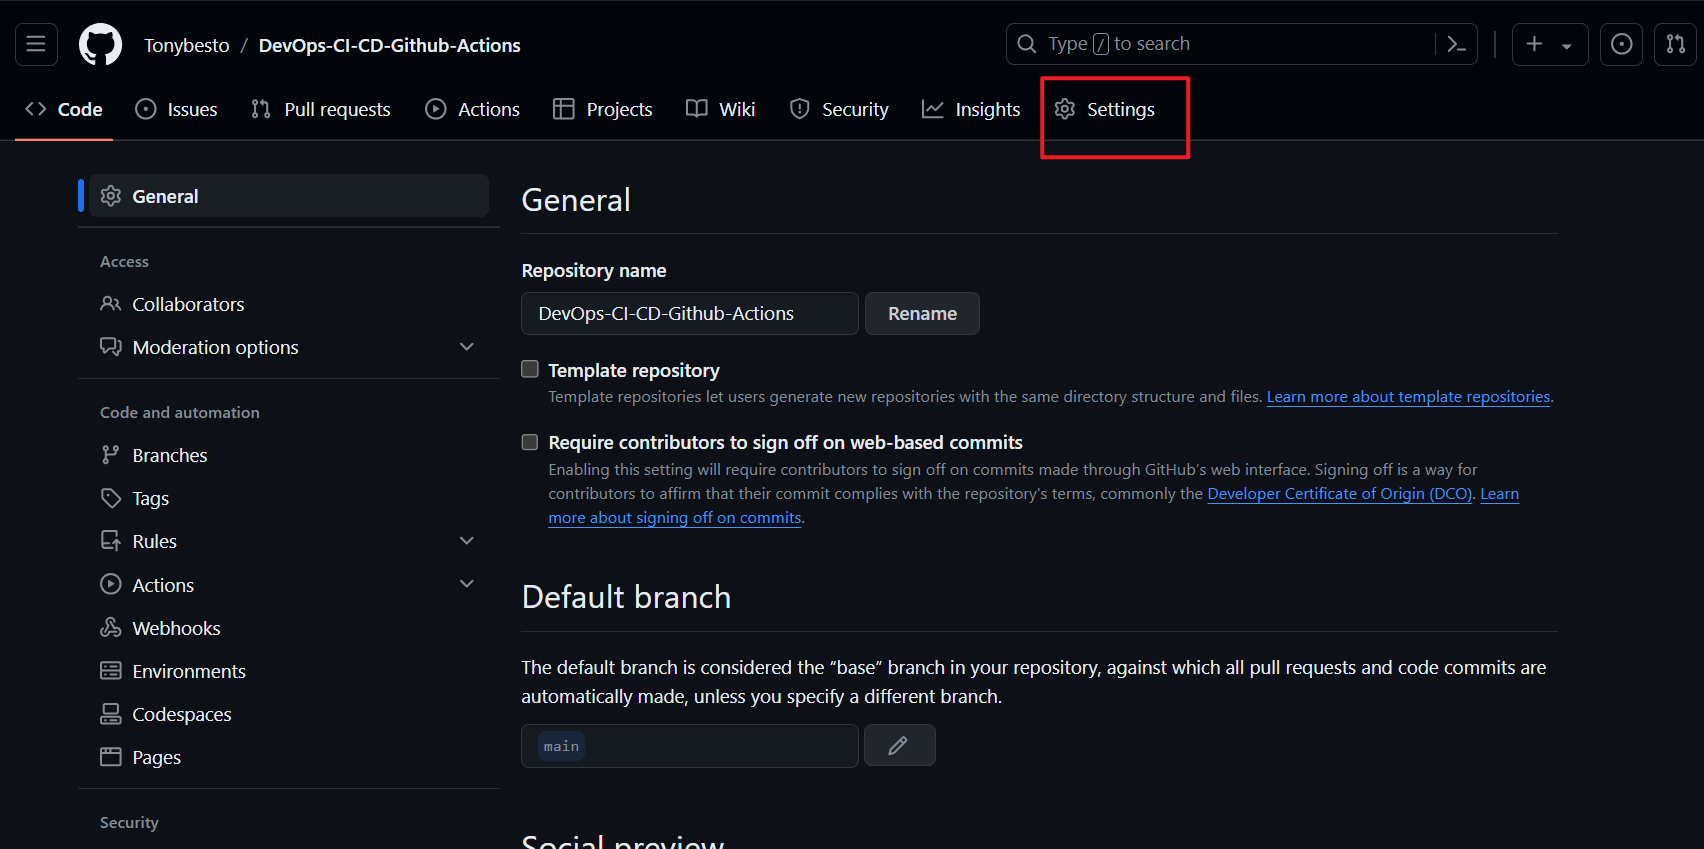 Tonybesto / DevOps-CI-CD-Github-Actions
Type / to search
Code Issues Pull requests Actions Projects Wiki Security Insights Settings
General
Access
Collaborators
Moderation options
Code and automation
Branches
Tags
Rules
Actions
Webhooks
Environments
Codespaces
Pages
Security
General
Repository name
DevOps-CI-CD-Github-Actions Rename
Template repository
Template repositories let users generate new repositories with the same directory structure and files. Learn more about template repositories.
Require contributors to sign off on web-based commits
Enabling this setting will require contributors to sign off on commits made through GitHub’s web interface. Signing off is a way for
contributors to affirm that their commit complies with the repository's terms, commonly the Developer Certificate of Origin (DCO). Learn
more about signing off on commits.
Default branch
The default branch is considered the “base” branch in your repository, against which all pull requests and code commits are
automatically made, unless you specify a different branch.
main
Social preview